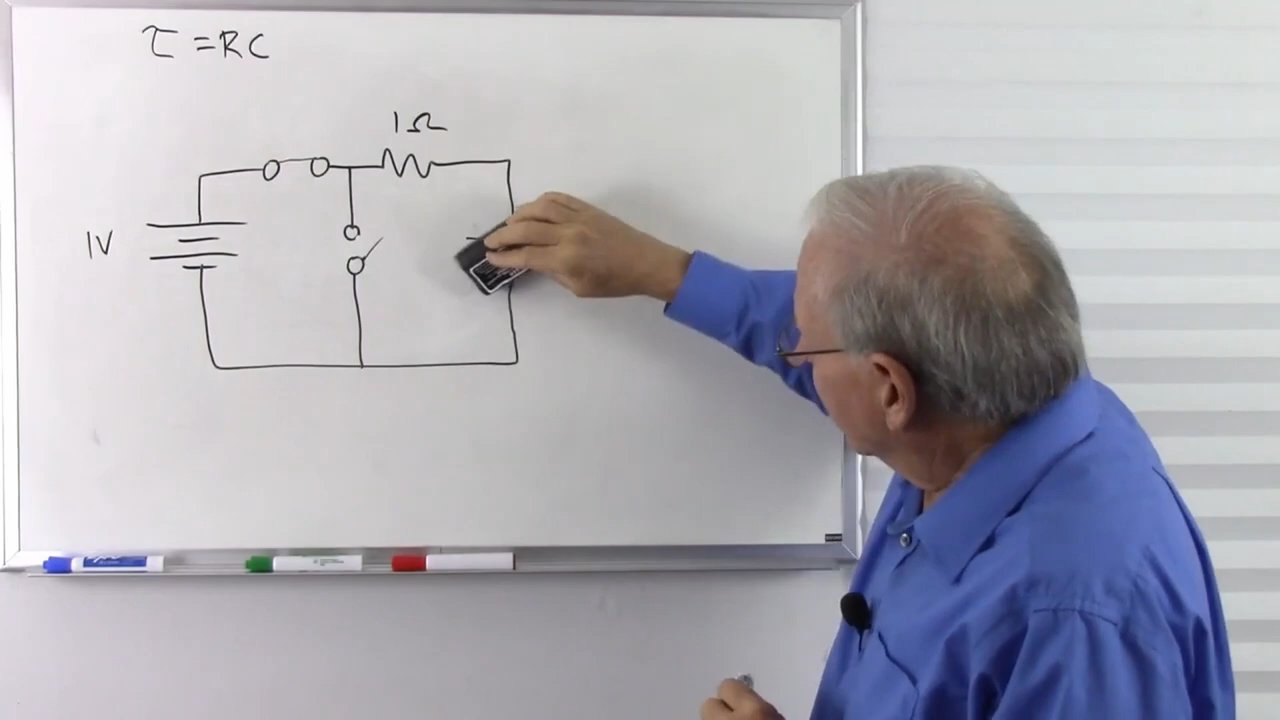 τ = RC
1Ω
1V